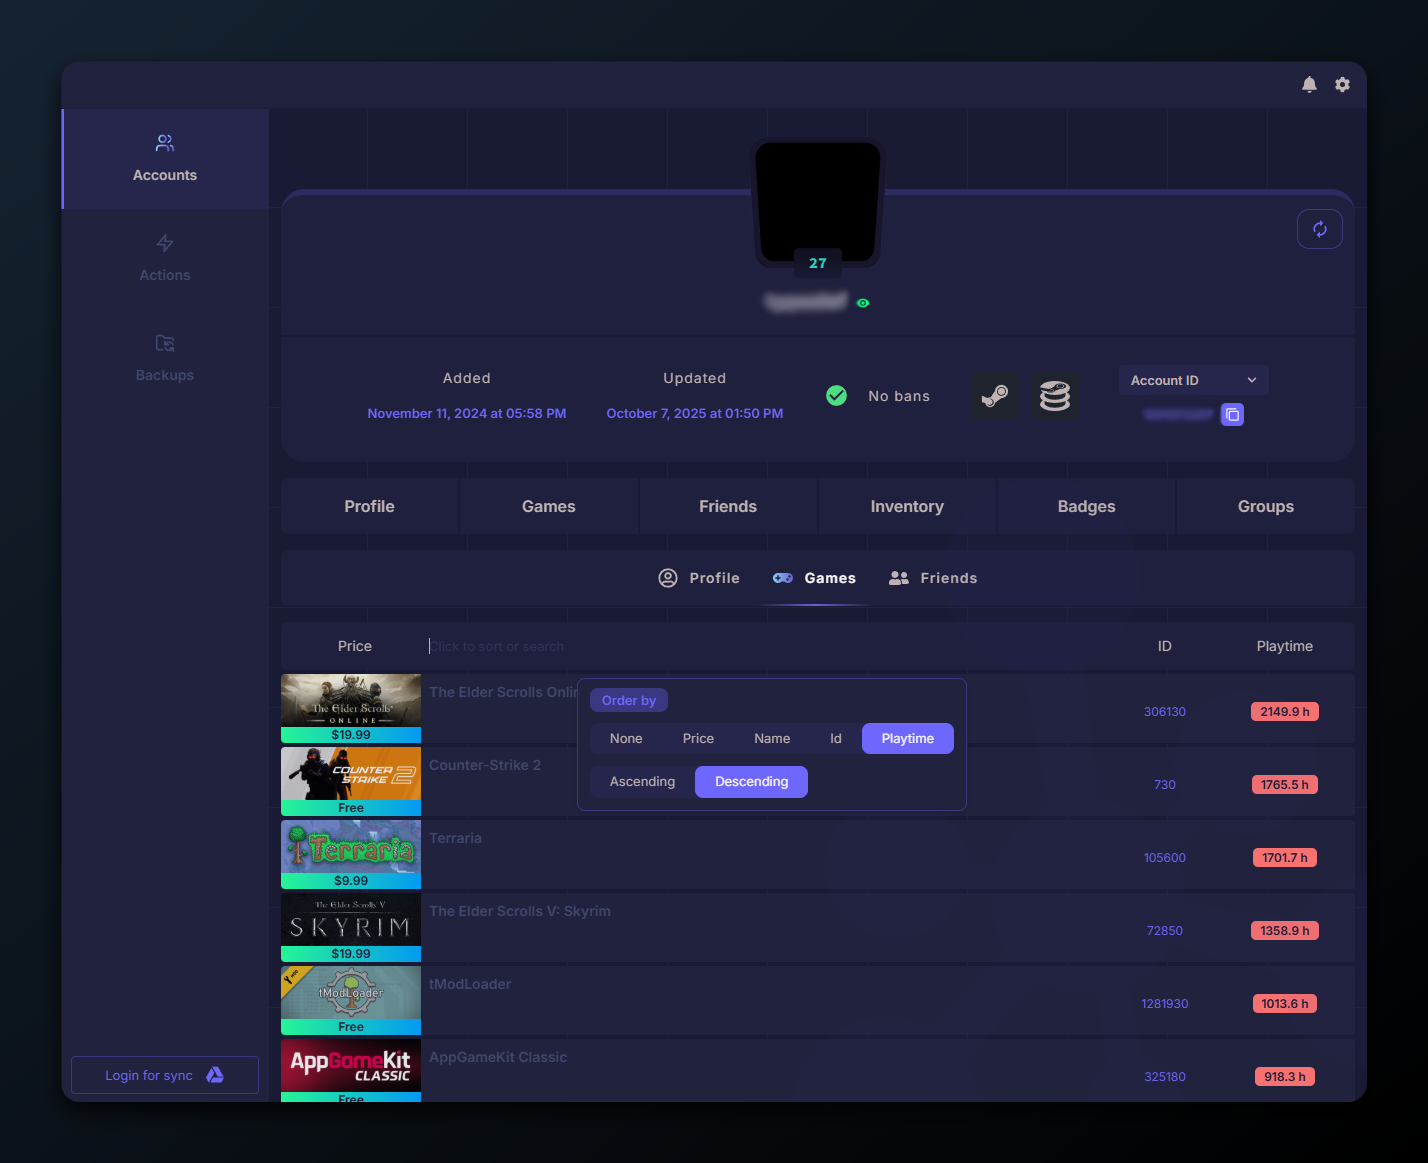 Accounts
Actions
Backups
Login for sync
27
Added
November 11, 2024 at 05:58 PM
Updated
October 7, 2025 at 01:50 PM
No bans
Account ID
Profile
Games
Friends
Inventory
Badges
Groups
Profile
Games
Friends
Price
Click to sort or search
ID
Playtime
The Elder Scrolls
ONLINE
$19.99
The Elder Scrolls Onlin
306130
2149.9 h
Order by
None
Price
Name
Id
Playtime
Ascending
Descending
COUNTER
STRIKE 2
Free
Counter-Strike 2
730
1765.5 h
Terraria
$9.99
Terraria
105600
1701.7 h
The Elder Scrolls V
SKYRIM
$19.99
The Elder Scrolls V: Skyrim
72850
1358.9 h
tModLoader
Free
tModLoader
1281930
1013.6 h
AppGameKit
CLASSIC
Free
AppGameKit Classic
325180
918.3 h